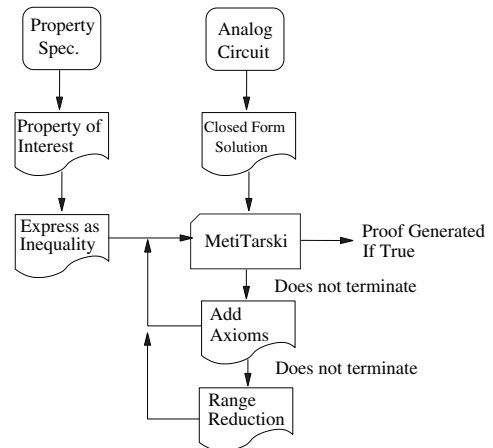 Property
Spec.
Analog
Circuit
Property of
Interest
Closed Form
Solution
Express as
Inequality
MetiTarski
Proof Generated
If True
Does not terminate
Add
Axioms
Does not terminate
Range
Reduction